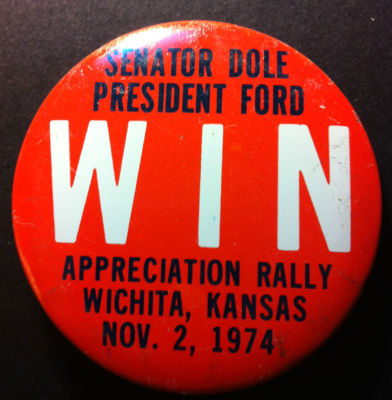 SENATOR DOLE
PRESIDENT FORD
WIN
APPRECIATION RALLY
WICHITA, KANSAS
NOV. 2, 1974